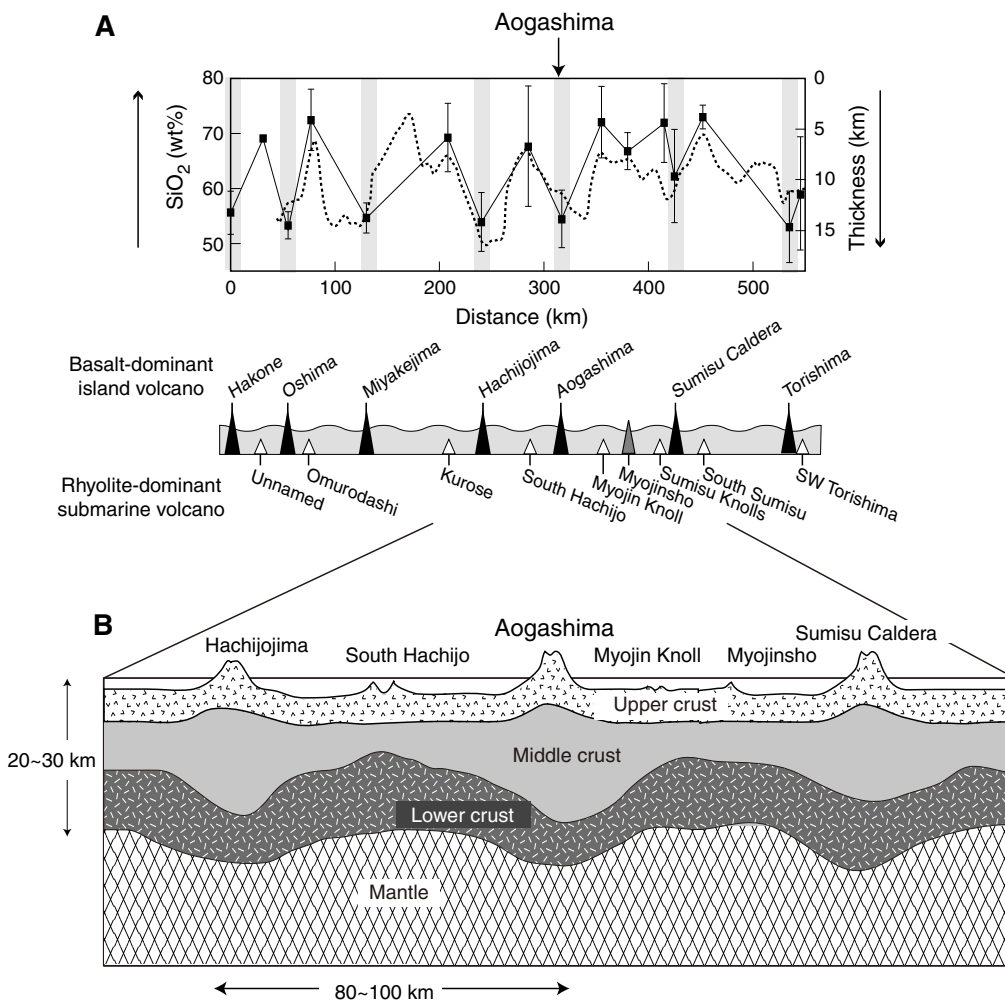 A
Aogashima
80
70
60
50
SiO2 (wt%)
0
5
10
15
Thickness (km)
0 100 200 300 400 500
Distance (km)
Basalt-dominant
island volcano
Hakone
Oshima
Miyakejima
Hachijojima
Aogashima
Sumisu Caldera
Torishima
Rhyolite-dominant
submarine volcano
Unnamed
Omurodashi
Kurose
South Hachijo
Myojin Knoll
Myojinsho
Sumisu Knolls
South Sumisu
SW Torishima
B
Hachijojima
South Hachijo
Aogashima
Myojin Knoll
Myojinsho
Sumisu Caldera
Upper crust
20~30 km
Middle crust
Lower crust
Mantle
80~100 km